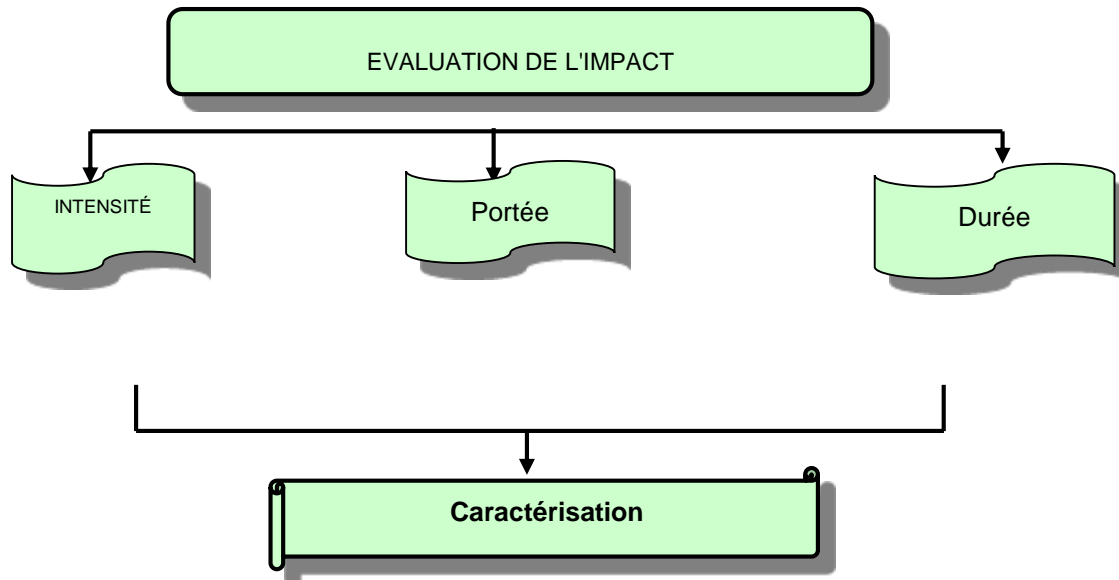 EVALUATION DE L'IMPACT
INTENSITÉ
Portée
Durée
Caractérisation